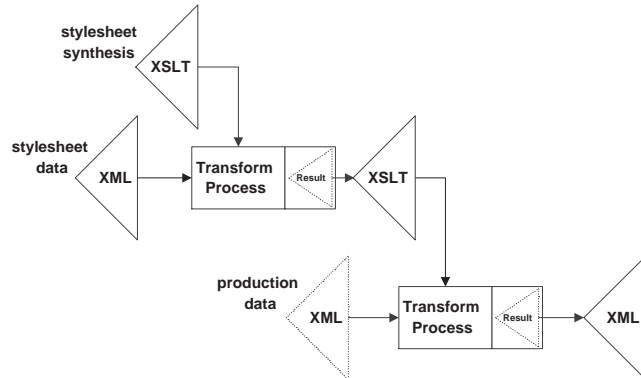 stylesheet
synthesis
XSLT
stylesheet
data
XML
Transform
Process
Result
XSLT
production
data
XML
Transform
Process
Result
XML